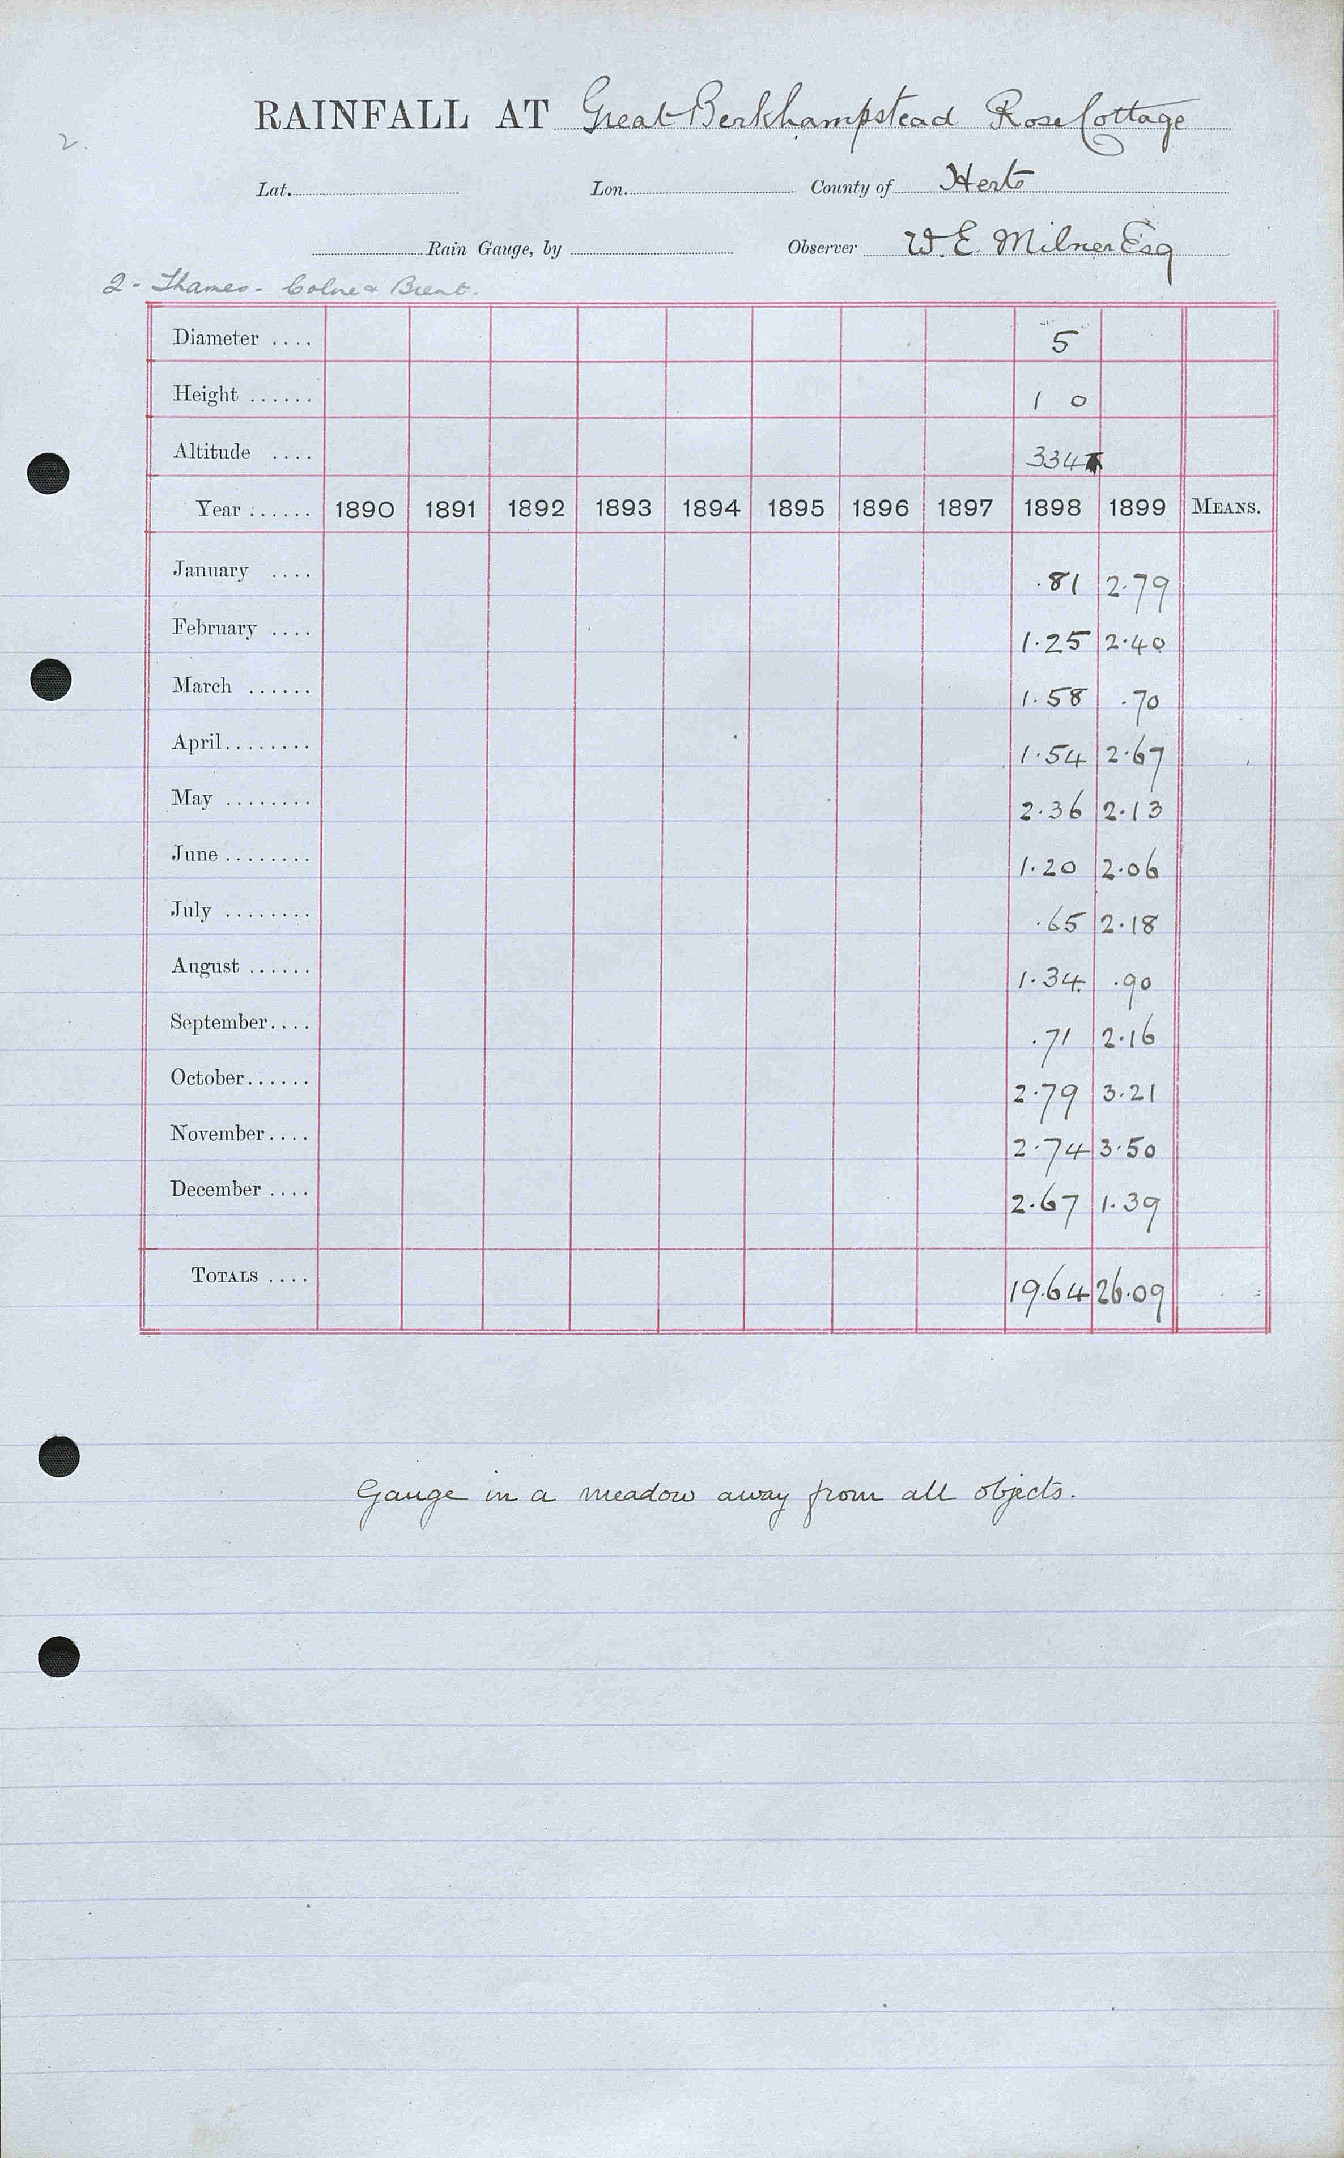 RAINFALL AT Great Berkhampstead Rose Cottage
2.
Lat. Lon. County of Herts
Rain Gauge, by Observer W. E. Milner Esq
2 - Thames - Colne & Brent.
Diameter .... 5
Height ...... 1 0
Altitude .... 334
Year ...... 1890 1891 1892 1893 1894 1895 1896 1897 1898 1899 MEANS.
January .... .81 2.79
February .... 1.25 2.40
March ...... 1.58 .70
April ........ 1.54 2.67
May ........ 2.36 2.13
June ........ 1.20 2.06
July ........ .65 2.18
August ...... 1.34 .90
September.... .71 2.16
October...... 2.79 3.21
November.... 2.74 3.50
December .... 2.67 1.39
TOTALS .... 19.64 26.09
Gauge in a meadow away from all objects.